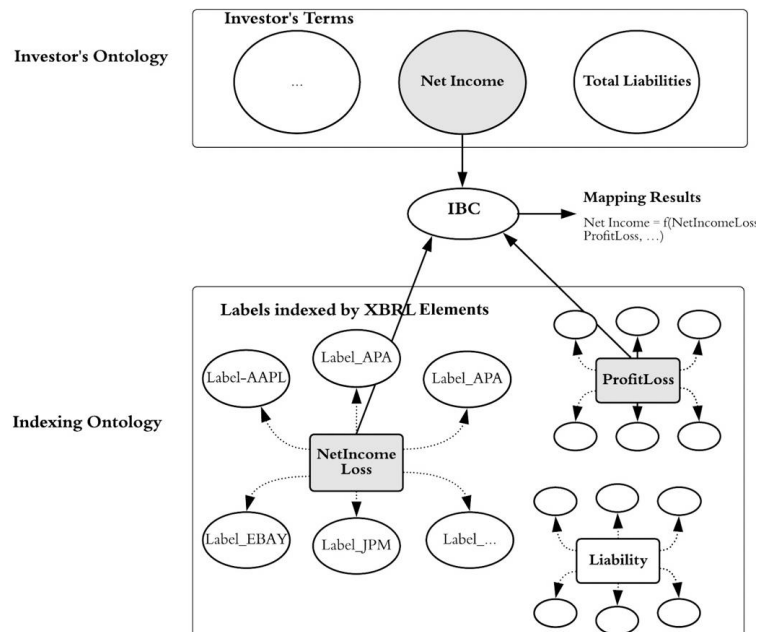 Investor's Terms
Investor's Ontology
...
Net Income
Total Liabilities
IBC
Mapping Results
Net Income = f(NetIncomeLoss
ProfitLoss, ...)
Labels indexed by XBRL Elements
Label-AAPL
Label_APA
Label_APA
ProfitLoss
Indexing Ontology
NetIncome
Loss
Label_EBAY
Label_JPM
Label_...
Liability